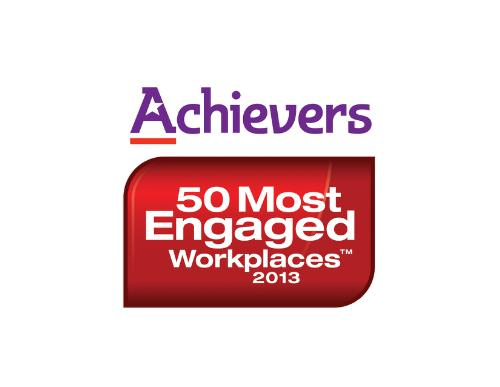 Achievers
50 Most
Engaged
Workplaces™
2013